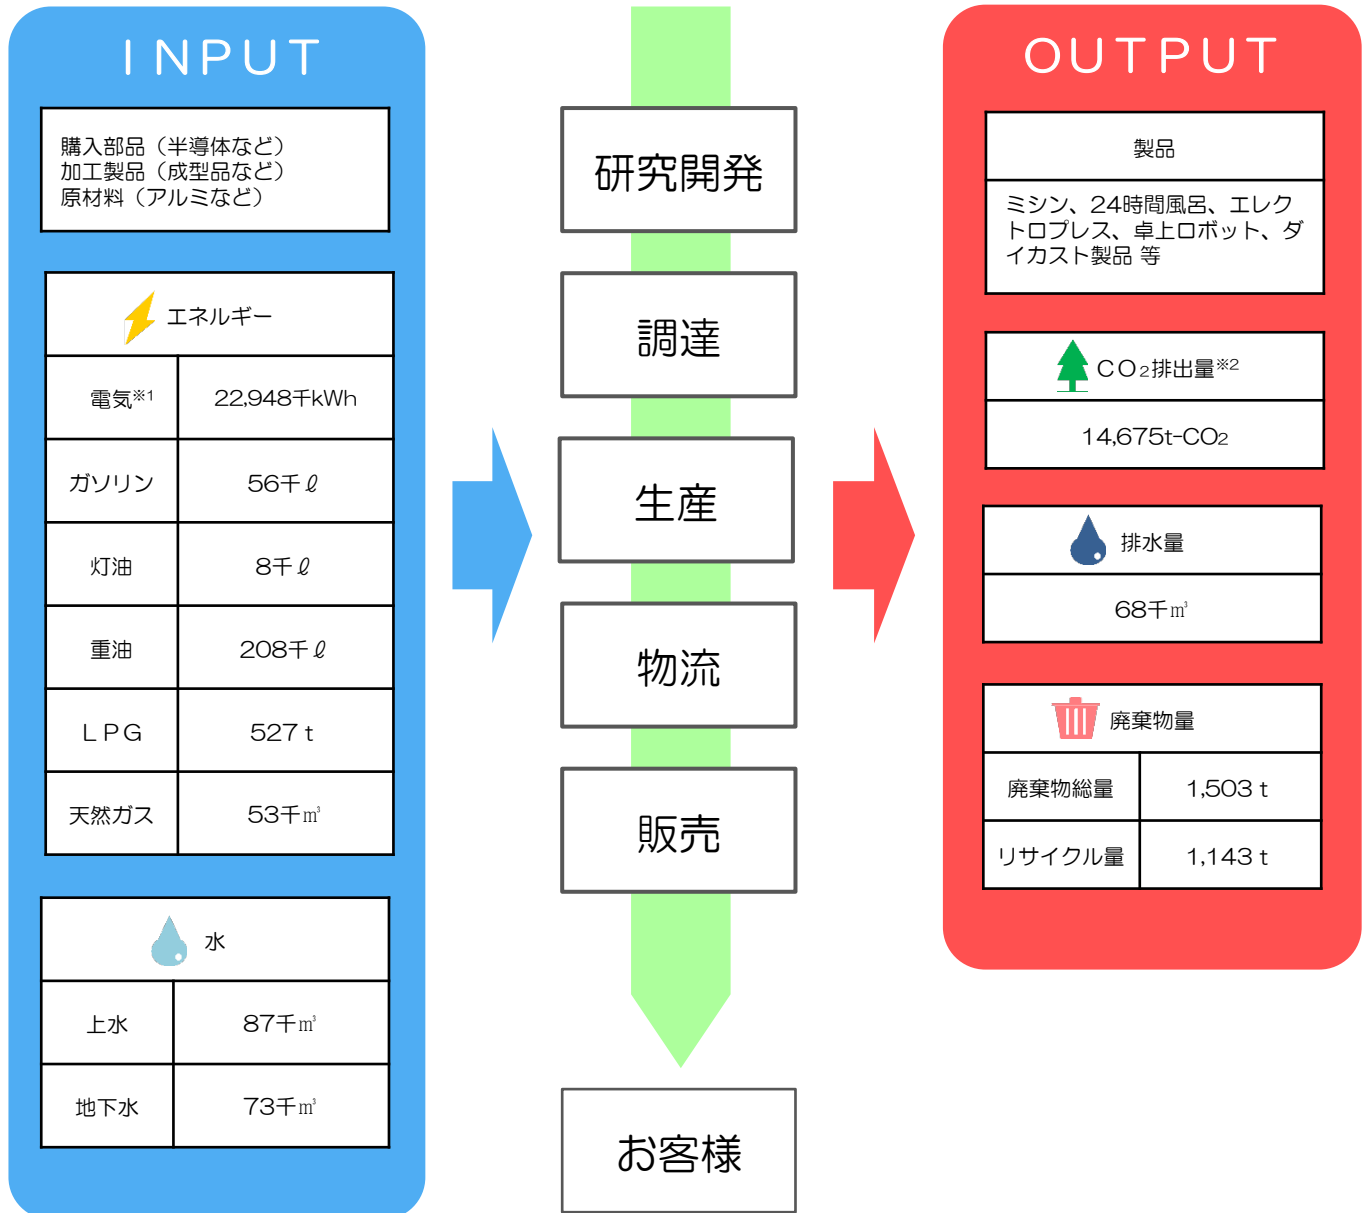 INPUT
購入部品（半導体など）
加工製品（成型品など）
原材料（アルミなど）
エネルギー
電気※1 22,948千kWh
ガソリン 56千ℓ
灯油 8千ℓ
重油 208千ℓ
LPG 527ｔ
天然ガス 53千㎥
水
上水 87千㎥
地下水 73千㎥
研究開発
調達
生産
物流
販売
お客様
OUTPUT
製品
ミシン、24時間風呂、エレク
トロプレス、卓上ロボット、ダ
イカスト製品 等
CO₂排出量※2
14,675t-CO₂
排水量
68千㎥
廃棄物量
廃棄物総量 1,503ｔ
リサイクル量 1,143ｔ